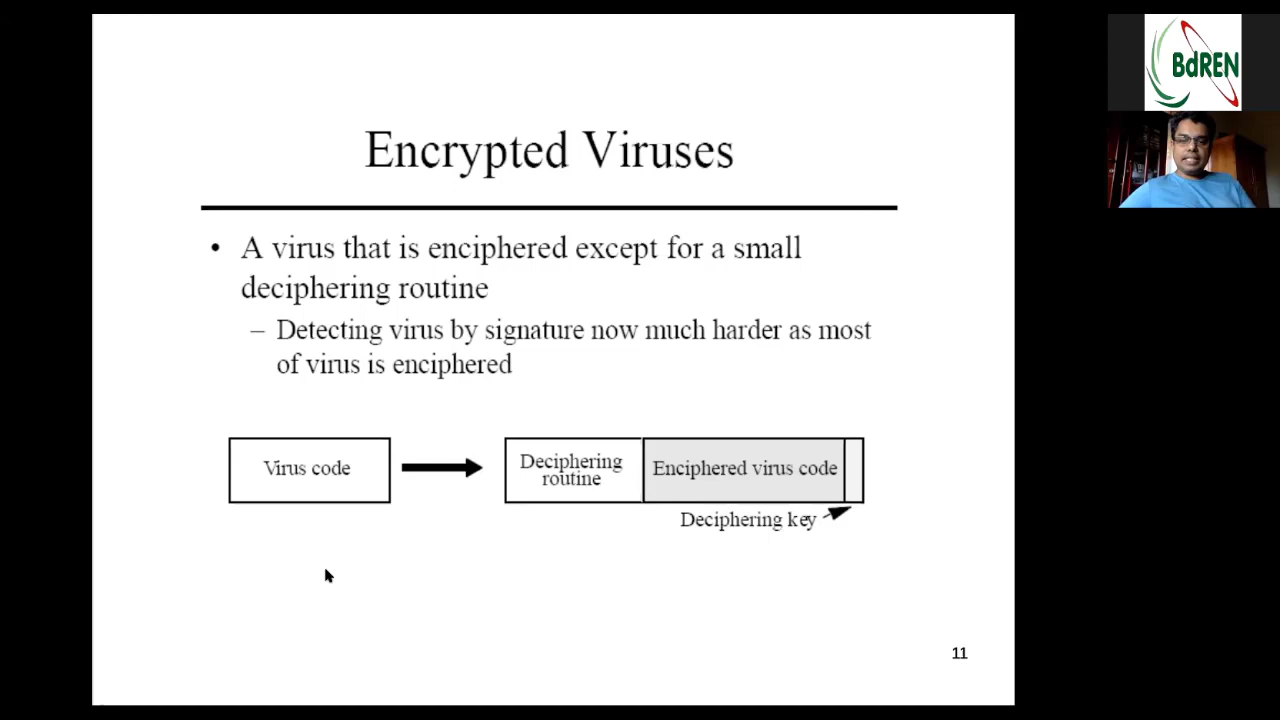 Encrypted Viruses
• A virus that is enciphered except for a small
deciphering routine
– Detecting virus by signature now much harder as most
of virus is enciphered
Virus code
Deciphering
routine
Enciphered virus code
Deciphering key
11
BdREN